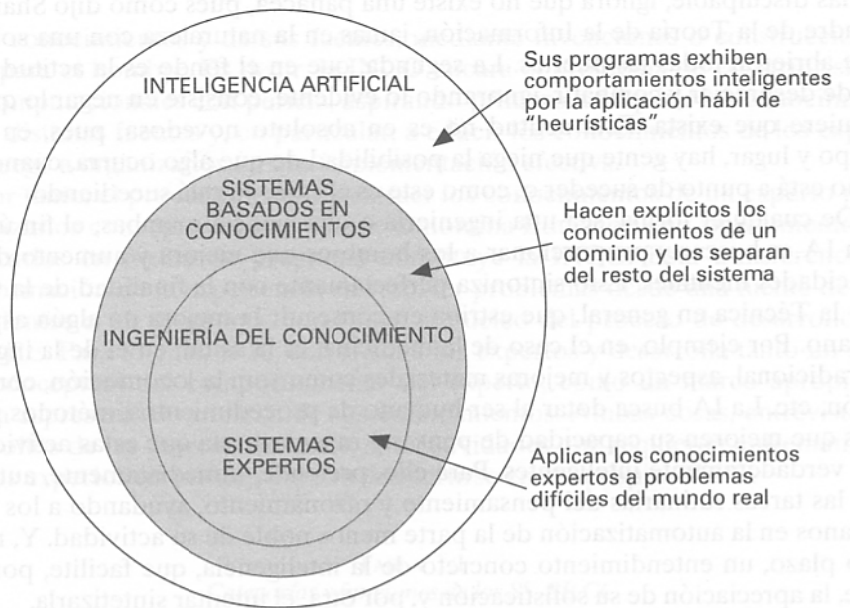 INTELIGENCIA ARTIFICIAL
Sus programas exhiben
comportamientos inteligentes
por la aplicación hábil de
"heurísticas".
SISTEMAS
BASADOS EN
CONOCIMIENTOS
Hacen explícitos los
conocimientos de un
dominio y los separan
del resto del sistema
INGENIERÍA DEL CONOCIMIENTO
SISTEMAS
EXPERTOS
Aplican los conocimientos
expertos a problemas
difíciles del mundo real